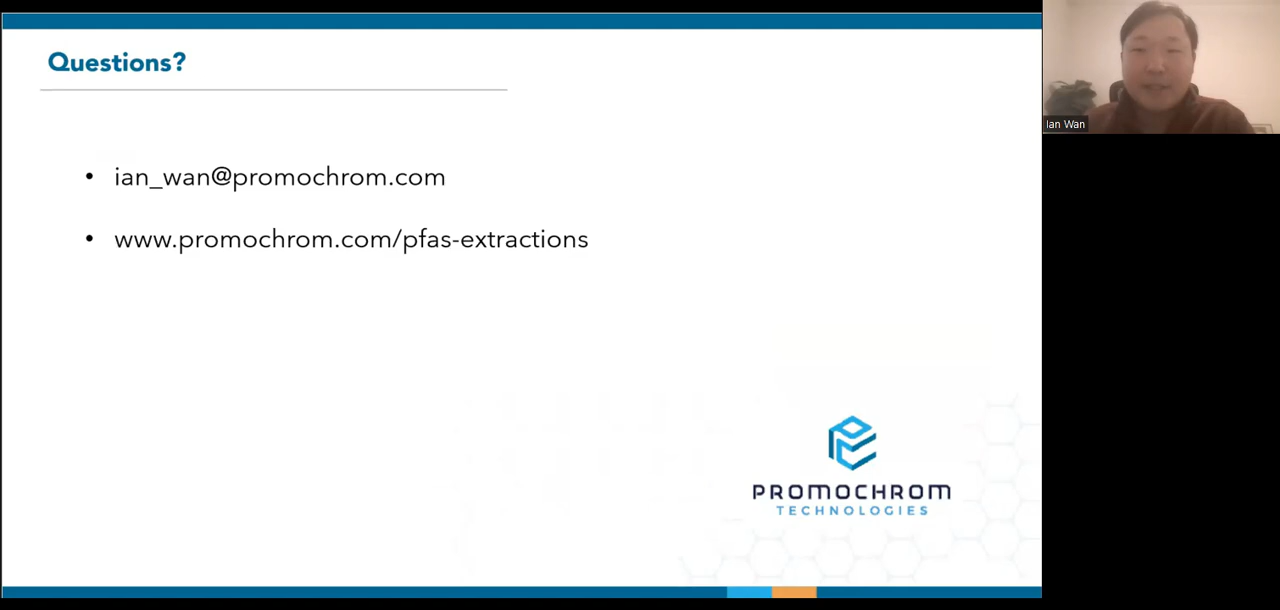 Questions?
• ian_wan@promochrom.com
• www.promochrom.com/pfas-extractions
PROMOCHROM
TECHNOLOGIES
Ian Wan